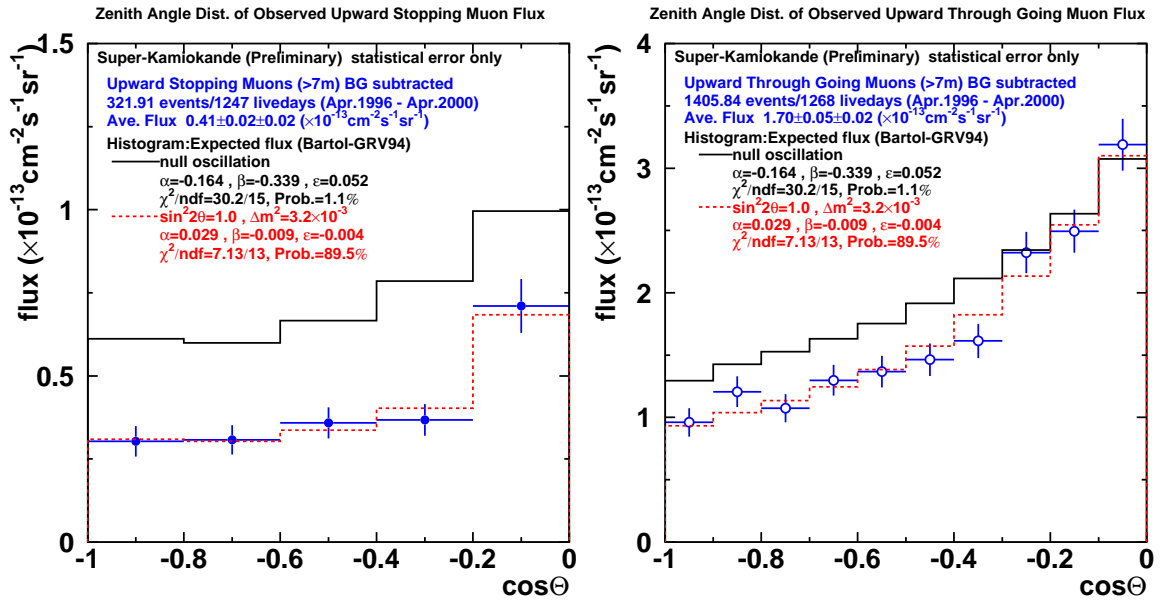 Zenith Angle Dist. of Observed Upward Stopping Muon Flux
Super-Kamiokande (Preliminary) statistical error only
Upward Stopping Muons (>7m) BG subtracted
321.91 events/1247 livedays (Apr.1996 - Apr.2000)
Ave. Flux 0.41±0.02±0.02 (×10⁻¹³cm⁻²s⁻¹sr⁻¹)
Histogram:Expected flux (Bartol-GRV94)
null oscillation
α=-0.164 , β=-0.339 , ε=0.052
χ²/ndf=30.2/15, Prob.=1.1%
sin²2θ=1.0 , Δm²=3.2×10⁻³
α=0.029 , β=-0.009, ε=-0.004
χ²/ndf=7.13/13, Prob.=89.5%
flux (×10⁻¹³cm⁻²s⁻¹sr⁻¹)
1.5
1
0.5
0
-1 -0.8 -0.6 -0.4 -0.2 0
cosΘ
Zenith Angle Dist. of Observed Upward Through Going Muon Flux
Super-Kamiokande (Preliminary) statistical error only
Upward Through Going Muons (>7m) BG subtracted
1405.84 events/1268 livedays (Apr.1996 - Apr.2000)
Ave. Flux 1.70±0.05±0.02 (×10⁻¹³cm⁻²s⁻¹sr⁻¹)
Histogram:Expected flux (Bartol-GRV94)
null oscillation
α=-0.164 , β=-0.339 , ε=0.052
χ²/ndf=30.2/15, Prob.=1.1%
sin²2θ=1.0 , Δm²=3.2×10⁻³
α=0.029 , β=-0.009, ε=-0.004
χ²/ndf=7.13/13, Prob.=89.5%
flux (×10⁻¹³cm⁻²s⁻¹sr⁻¹)
4
3
2
1
0
-1 -0.8 -0.6 -0.4 -0.2 0
cosΘ